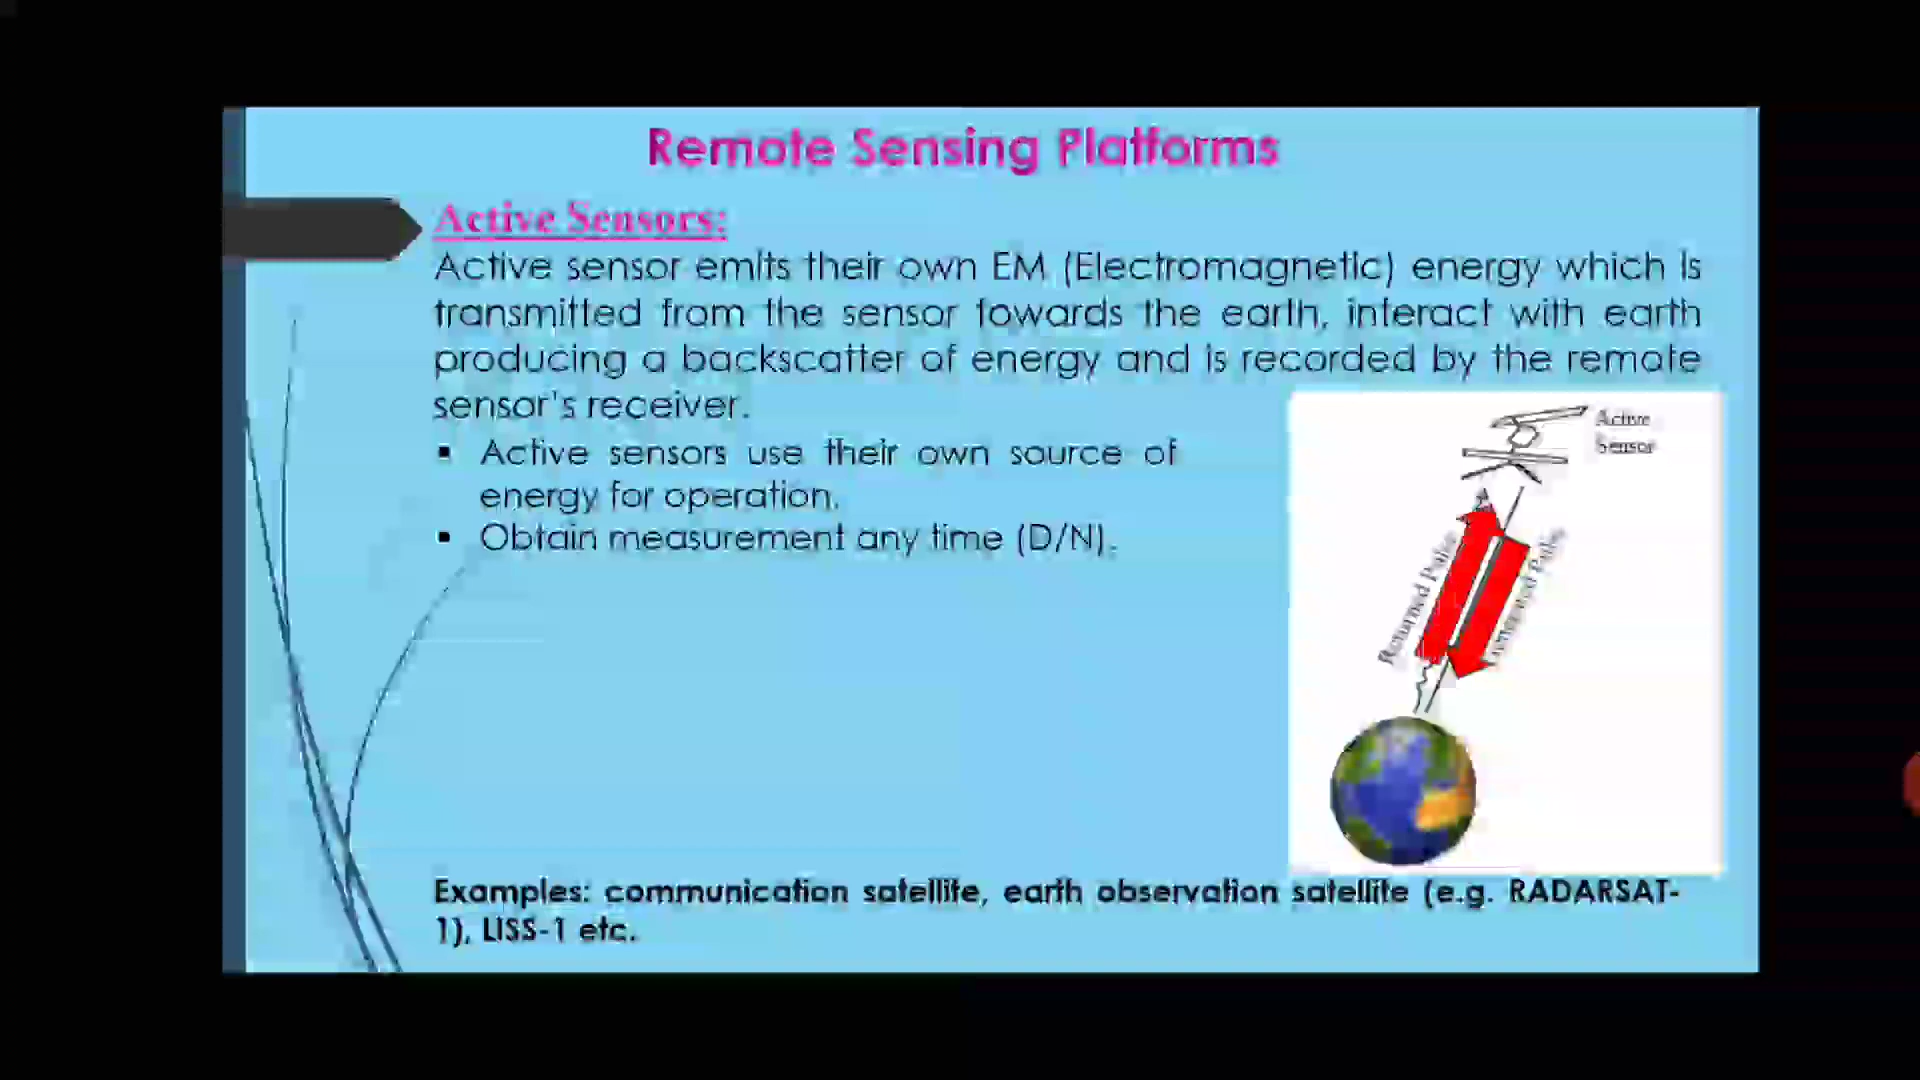 Remote Sensing Platforms
Active Sensors:
Active sensor emits their own EM (Electromagnetic) energy which is
transmitted from the sensor towards the earth, interact with earth
producing a backscatter of energy and is recorded by the remote
sensor's receiver.
▪ Active sensors use their own source of
energy for operation.
▪ Obtain measurement any time (D/N).
Active
Sensor
Returned Pulse
Examples: communication satellite, earth observation satellite (e.g. RADARSAT-
1), LISS-1 etc.